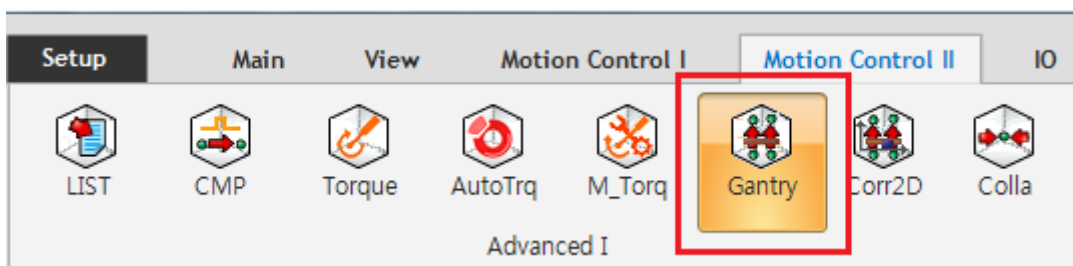 Setup Main View Motion Control I Motion Control II IO
LIST CMP Torque AutoTrq M_Torq Gantry Corr2D Colla
Advanced I